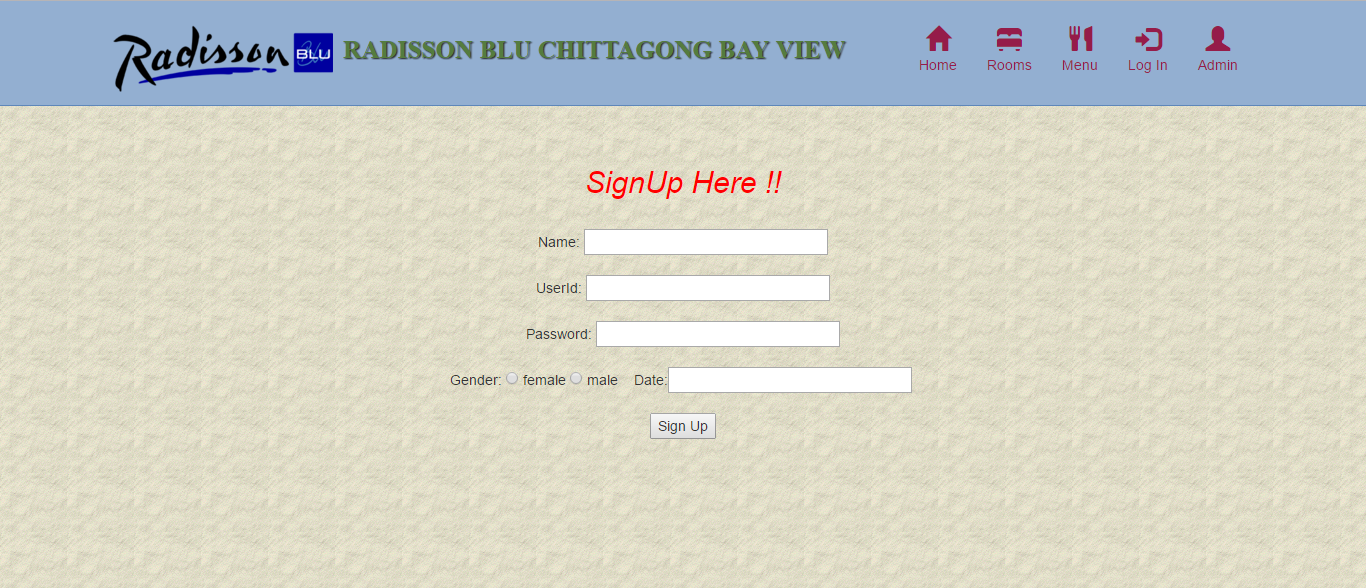 Radisson BLU RADISSON BLU CHITTAGONG BAY VIEW
Home Rooms Menu Log In Admin
SignUp Here !!
Name:
UserId:
Password:
Gender: female male Date:
Sign Up